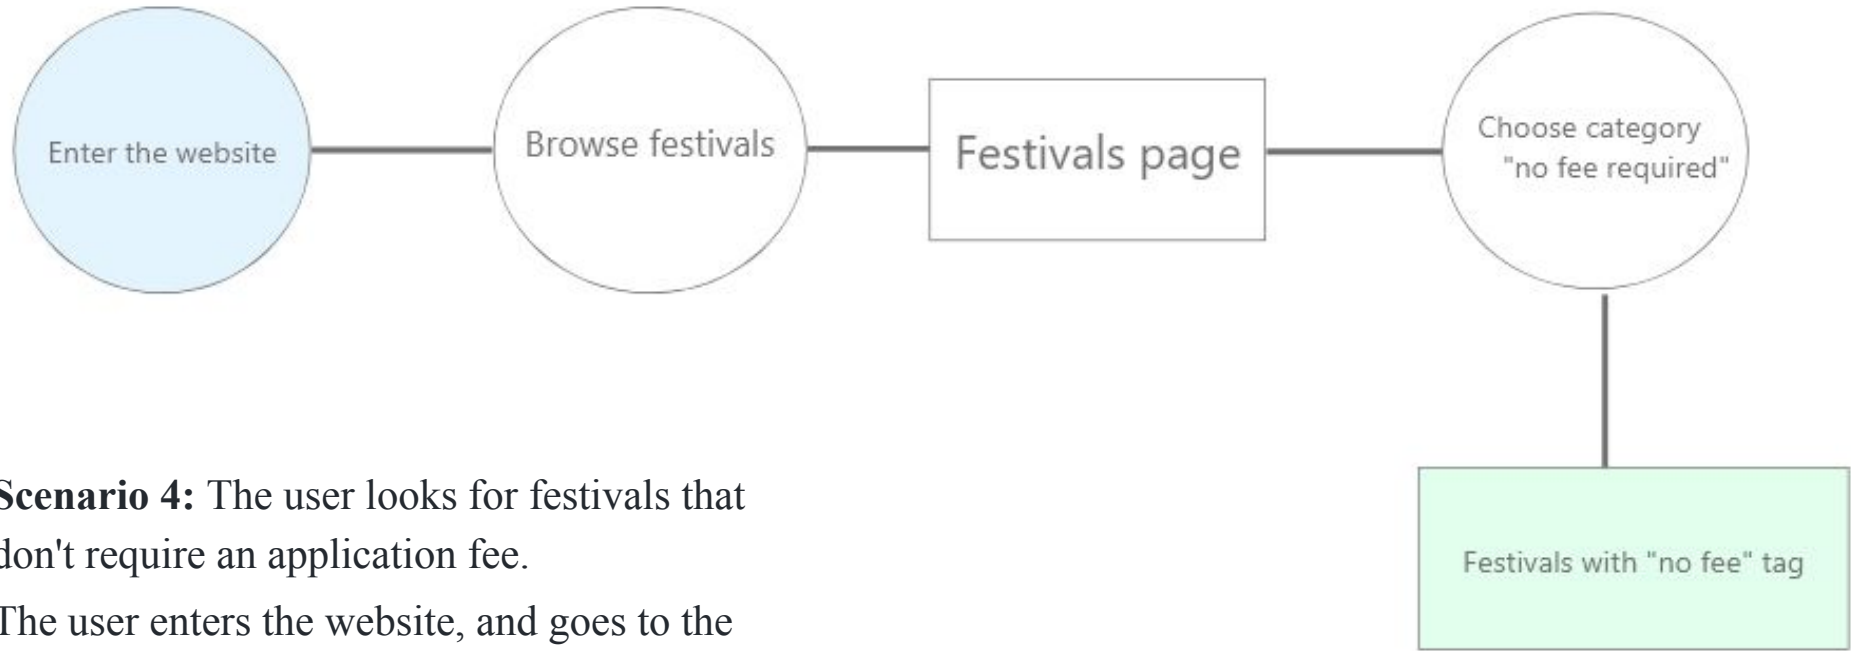 Enter the website
Browse festivals
Festivals page
Choose category
"no fee required"
Festivals with "no fee" tag
Scenario 4: The user looks for festivals that
don't require an application fee.
The user enters the website, and goes to the